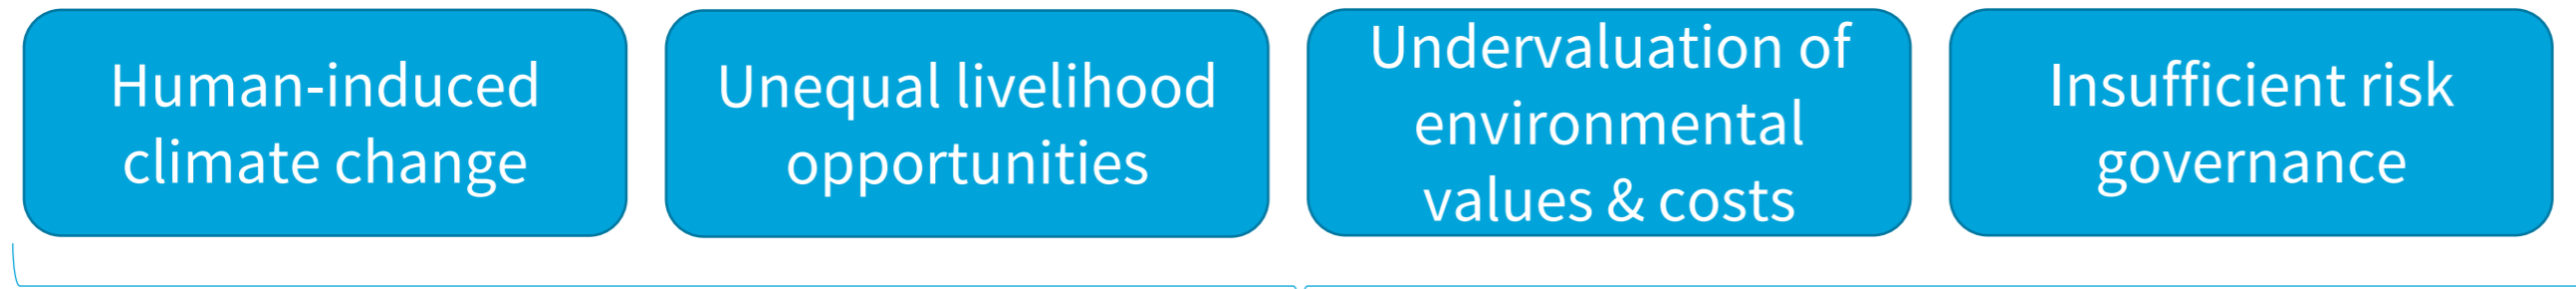 Human-induced
climate change
Unequal livelihood
opportunities
Undervaluation of
environmental
values & costs
Insufficient risk
governance